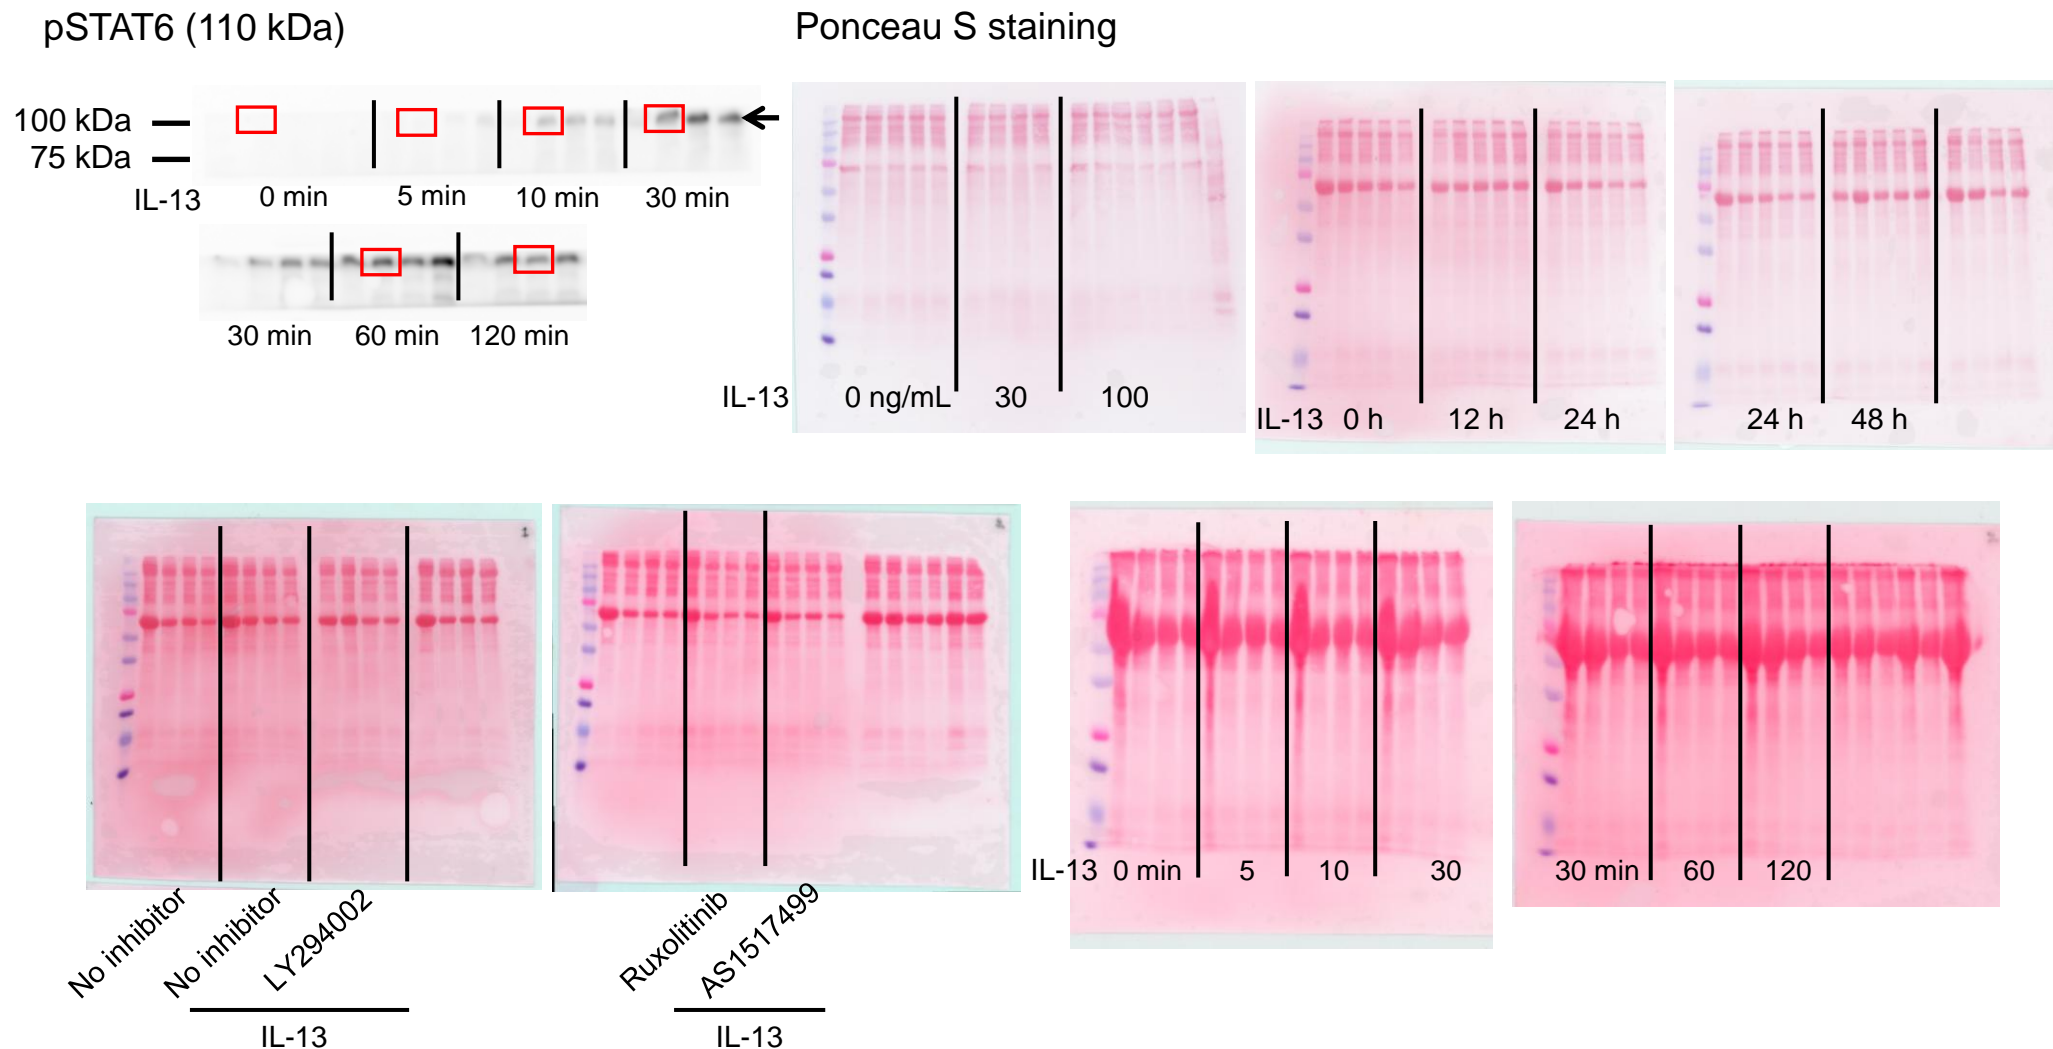 pSTAT6 (110 kDa)
Ponceau S staining
100 kDa
75 kDa
IL-13 0 min 5 min 10 min 30 min
30 min 60 min 120 min
IL-13 0 ng/mL 30 100
IL-13 0 h 12 h 24 h
24 h 48 h
1
No inhibitor No inhibitor LY294002
IL-13
Ruxolitinib AS1517499
IL-13
IL-13 0 min 5 10 30
30 min 60 120